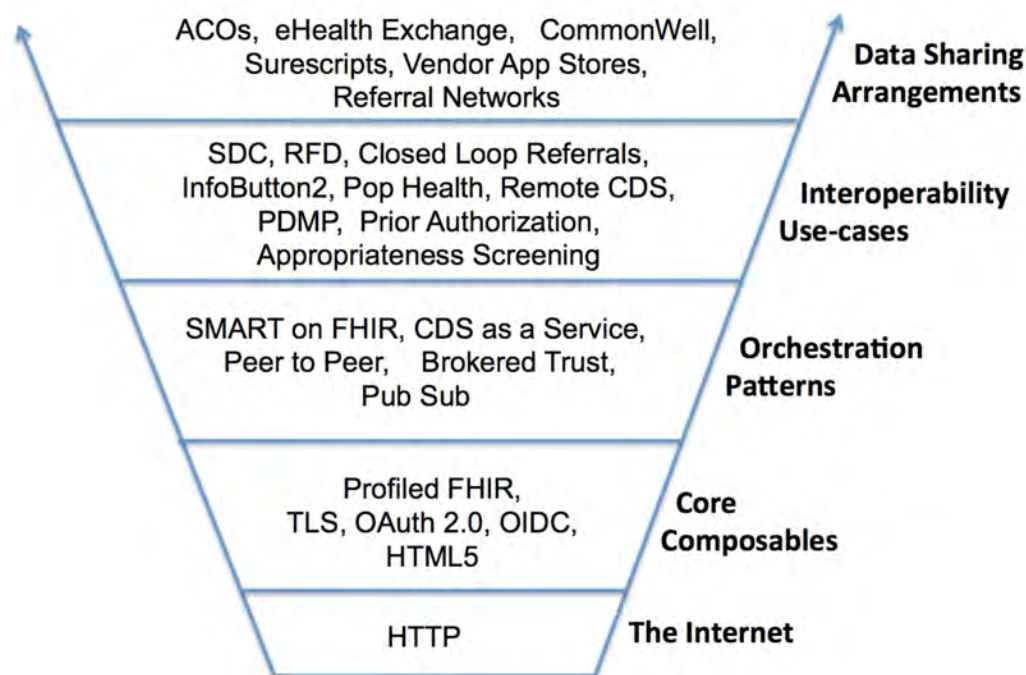 ACOs, eHealth Exchange, CommonWell,
Surescripts, Vendor App Stores,
Referral Networks
Data Sharing
Arrangements
SDC, RFD, Closed Loop Referrals,
InfoButton2, Pop Health, Remote CDS,
PDMP, Prior Authorization,
Appropriateness Screening
Interoperability
Use-cases
SMART on FHIR, CDS as a Service,
Peer to Peer, Brokered Trust,
Pub Sub
Orchestration
Patterns
Profiled FHIR,
TLS, OAuth 2.0, OIDC,
HTML5
Core
Composables
HTTP
The Internet